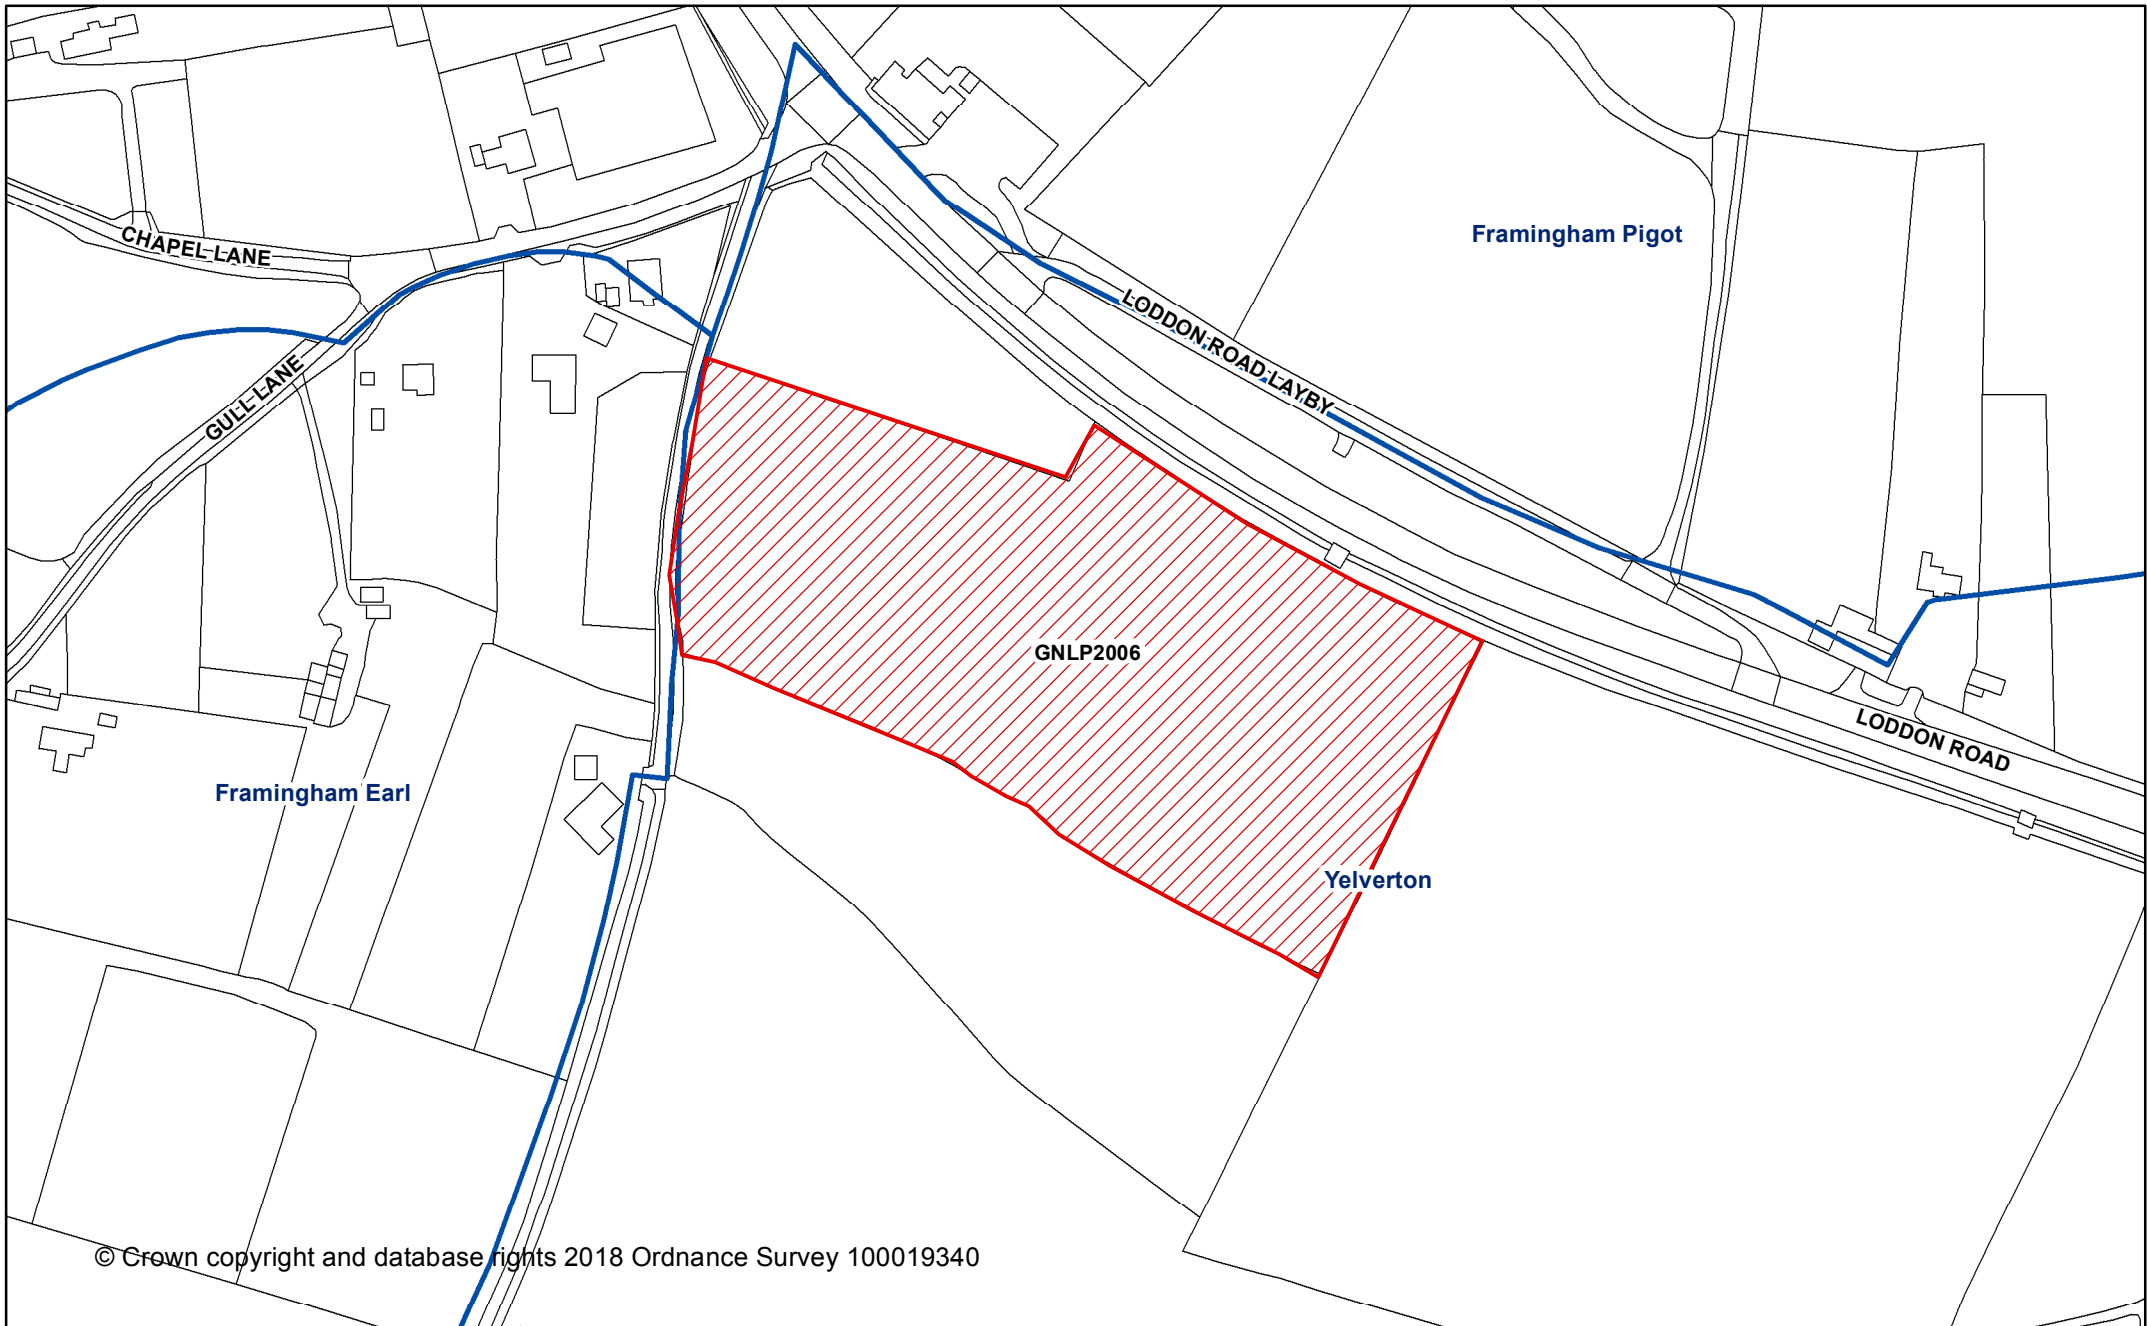 Framingham Pigot
CHAPEL LANE
LODDON ROAD LAYBY
GULL LANE
GNLP2006
LODDON ROAD
Framingham Earl
Yelverton
© Crown copyright and database rights 2018 Ordnance Survey 100019340